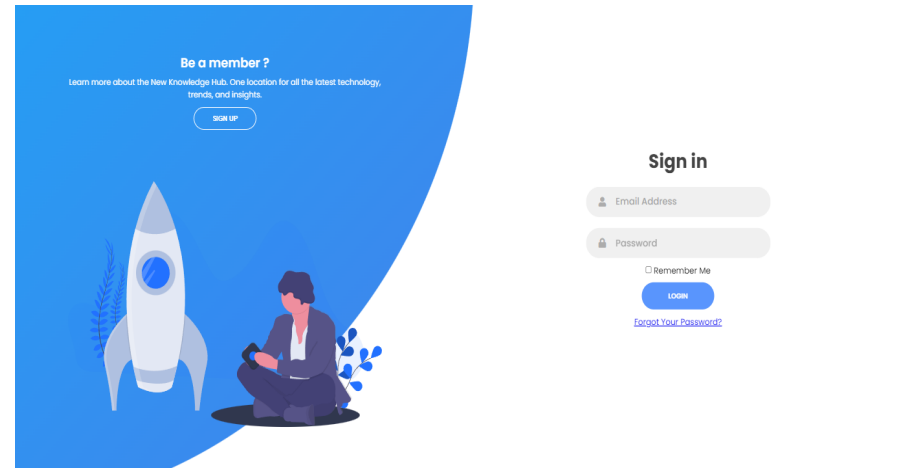 Be a member ?
Learn more about the New Knowledge Hub. One location for all the latest technology,
trends, and insights.
SIGN UP
Sign in
Email Address
Password
Remember Me
LOGIN
Forgot Your Password?